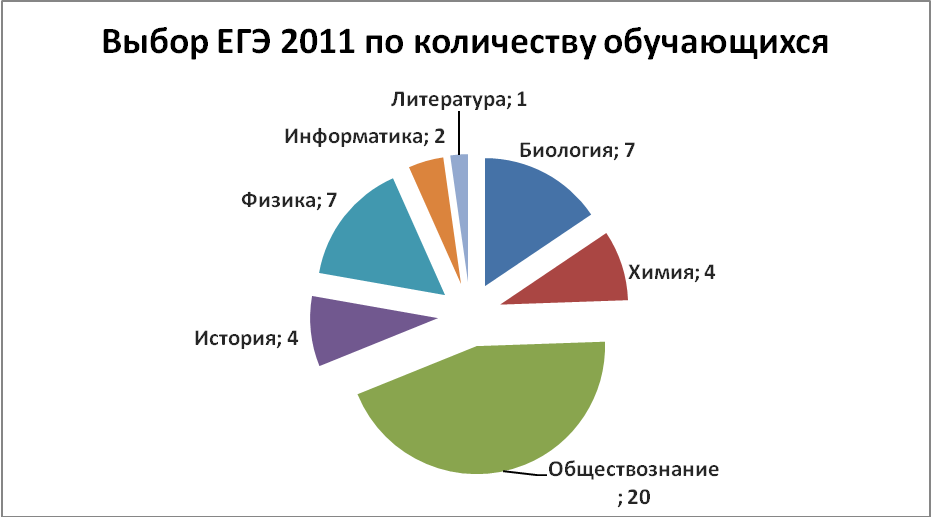 Выбор ЕГЭ 2011 по количеству обучающихся
Литература; 1
Информатика; 2
Биология; 7
Физика; 7
Химия; 4
История; 4
Обществознание
; 20